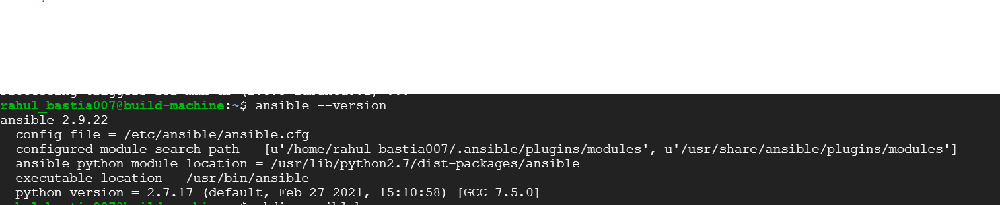 rahul_bastia007@build-machine:~$ ansible --version
ansible 2.9.22
  config file = /etc/ansible/ansible.cfg
  configured module search path = [u'/home/rahul_bastia007/.ansible/plugins/modules', u'/usr/share/ansible/plugins/modules']
  ansible python module location = /usr/lib/python2.7/dist-packages/ansible
  executable location = /usr/bin/ansible
  python version = 2.7.17 (default, Feb 27 2021, 15:10:58) [GCC 7.5.0]